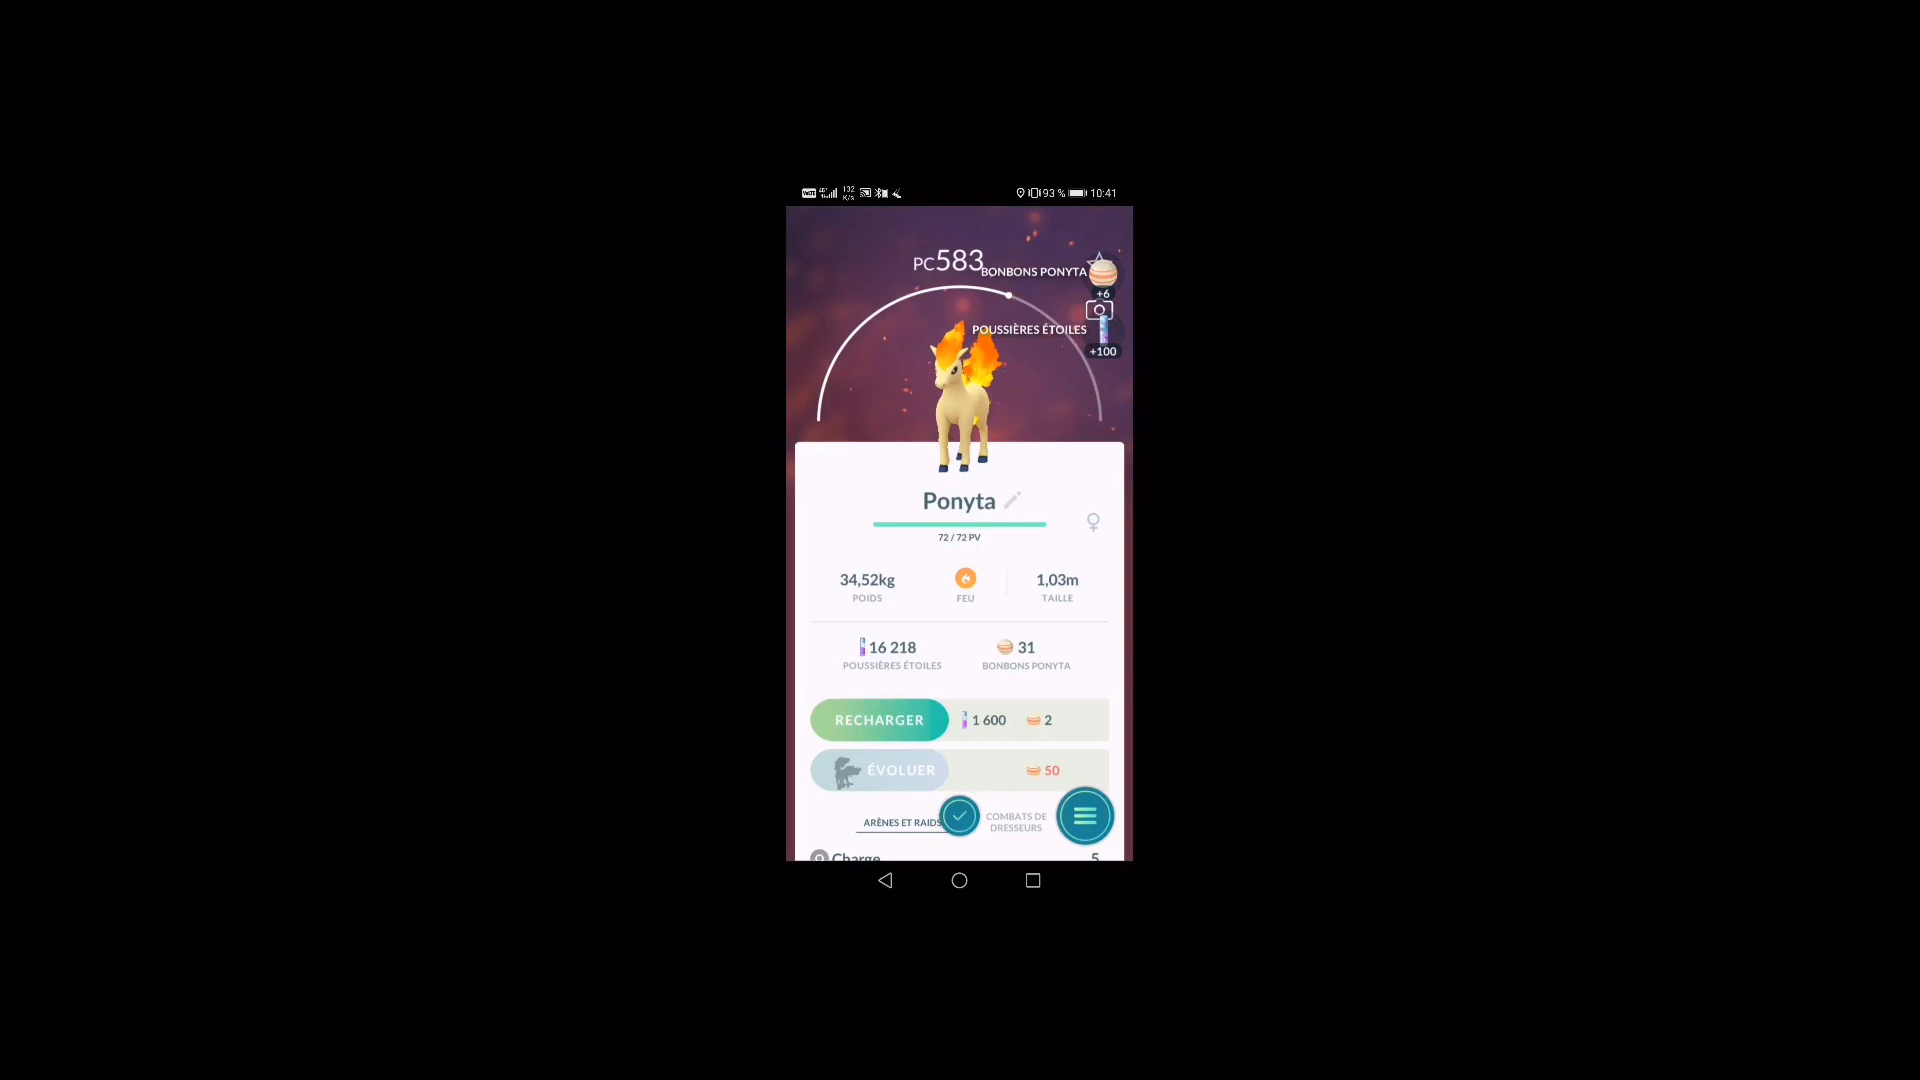 132
K/s
93 %
10:41
PC583
BONBONS PONYTA
+6
POUSSIÈRES ÉTOILES
+100
Ponyta
72 / 72 PV
34,52kg
POIDS
FEU
1,03m
TAILLE
16 218
POUSSIÈRES ÉTOILES
31
BONBONS PONYTA
RECHARGER
1 600
2
ÉVOLUER
50
ARÈNES ET RAIDS
COMBATS DE
DRESSEURS
Charge
5